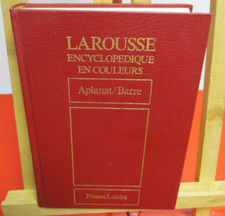 LAROUSSE
ENCYCLOPEDIQUE
EN COULEURS
Aplanat/Barre
France Loisirs